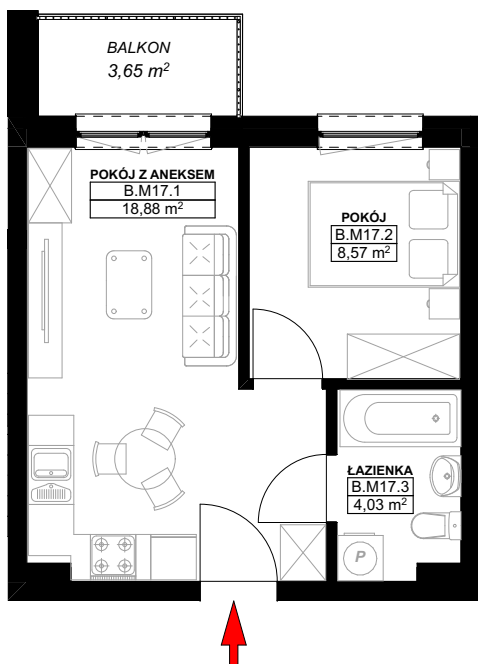 BALKON
3,65 m²
POKÓJ Z ANEKSEM
B.M17.1
18,88 m²
POKÓJ
B.M17.2
8,57 m²
ŁAZIENKA
B.M17.3
4,03 m²
P